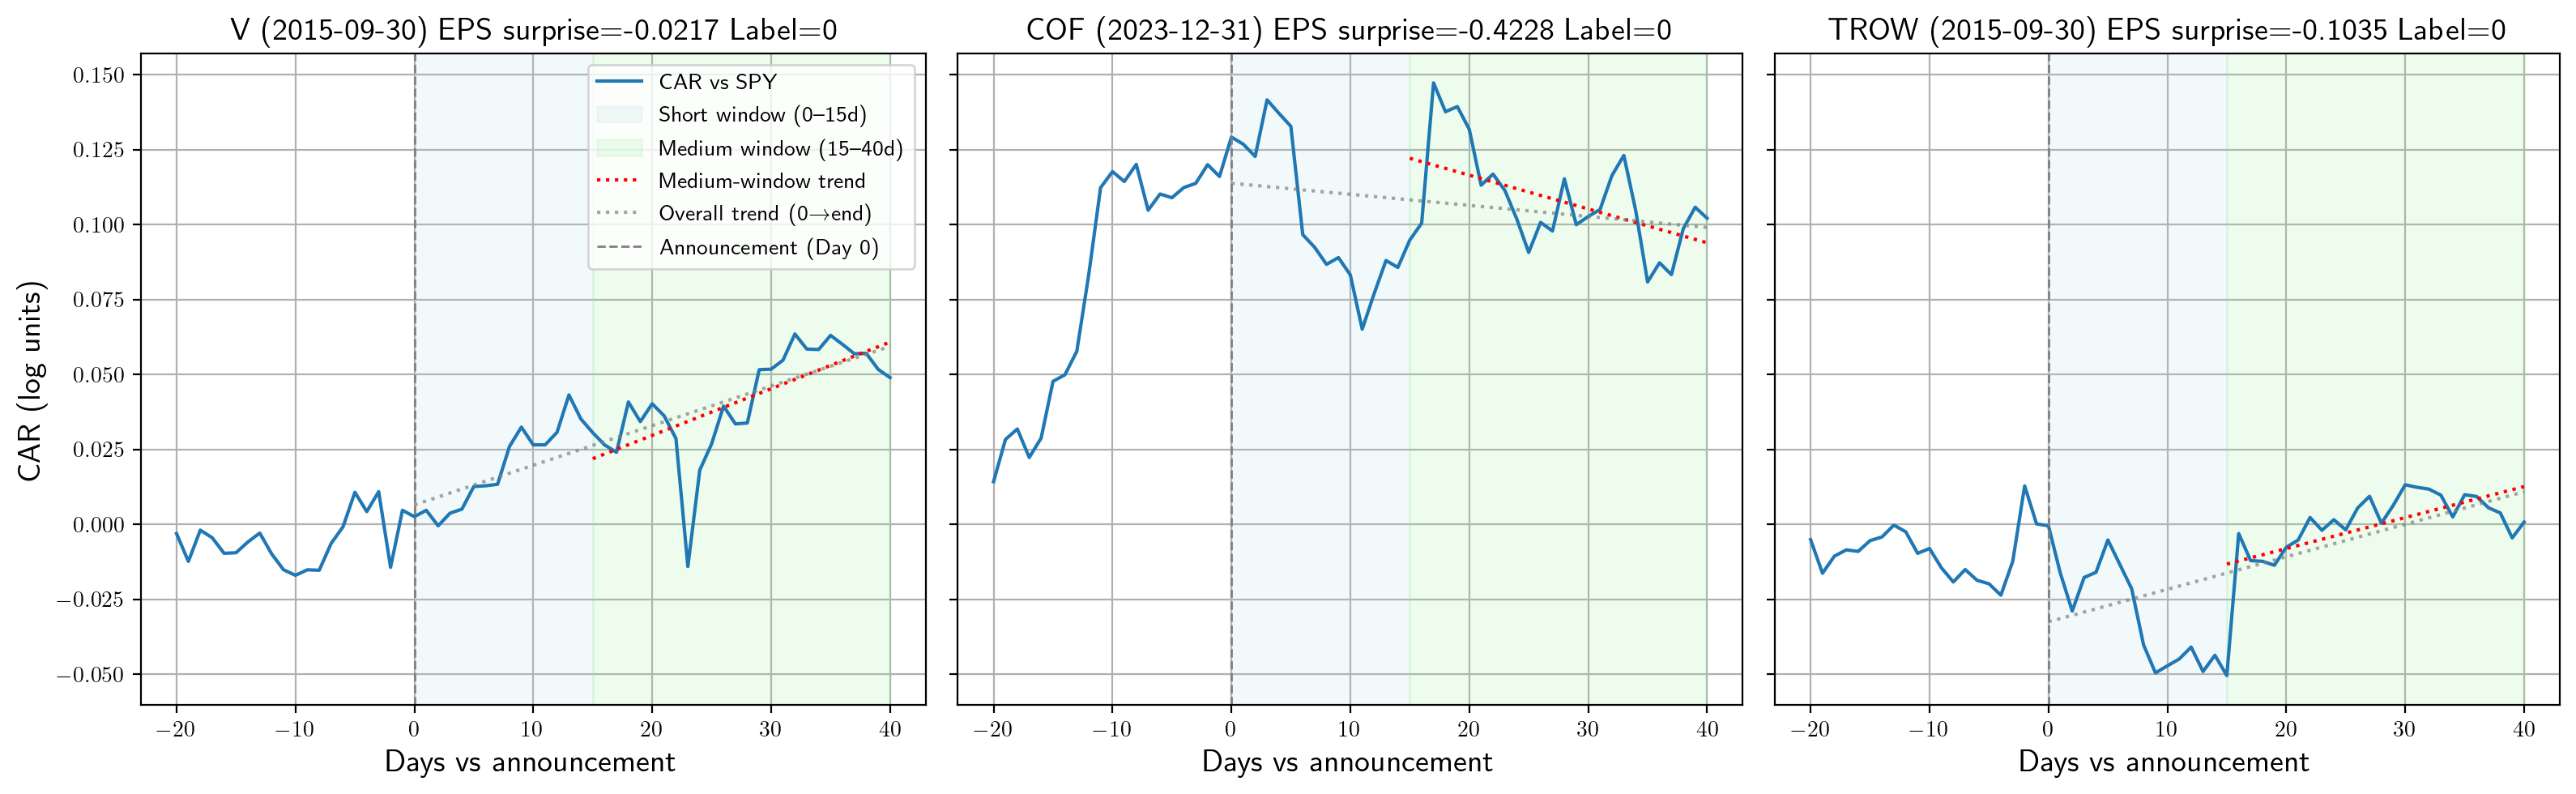 V (2015-09-30) EPS surprise=-0.0217 Label=0
COF (2023-12-31) EPS surprise=-0.4228 Label=0
TROW (2015-09-30) EPS surprise=-0.1035 Label=0
CAR (log units)
0.150
0.125
0.100
0.075
0.050
0.025
0.000
−0.025
−0.050
CAR vs SPY
Short window (0–15d)
Medium window (15–40d)
Medium-window trend
Overall trend (0→end)
Announcement (Day 0)
−20 −10 0 10 20 30 40
−20 −10 0 10 20 30 40
−20 −10 0 10 20 30 40
Days vs announcement
Days vs announcement
Days vs announcement